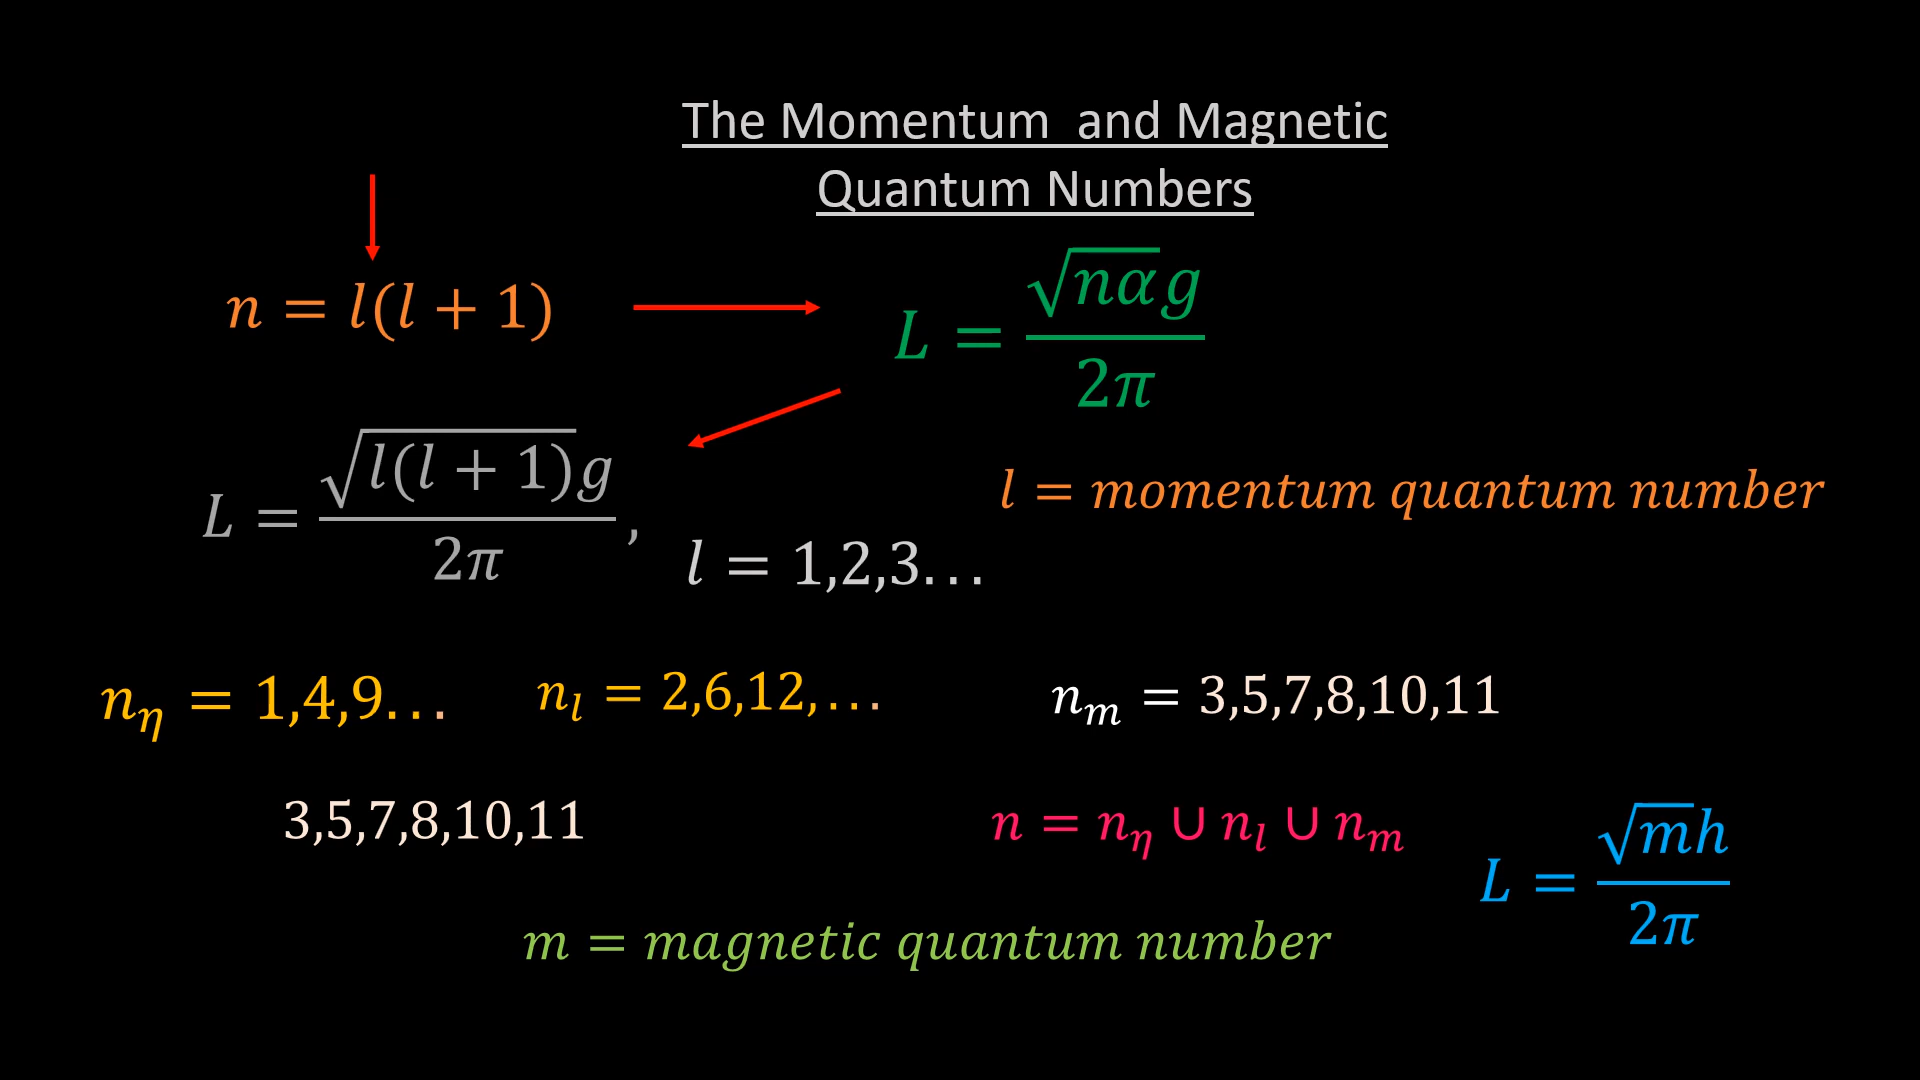 The Momentum and Magnetic
Quantum Numbers
n = l(l + 1)
L = √(nα)g / 2π
L = √(l(l + 1))g / 2π ,
l = 1,2,3…
l = momentum quantum number
n_η = 1,4,9…
n_l = 2,6,12,…
n_m = 3,5,7,8,10,11
3,5,7,8,10,11
n = n_η ∪ n_l ∪ n_m
L = √m h / 2π
m = magnetic quantum number